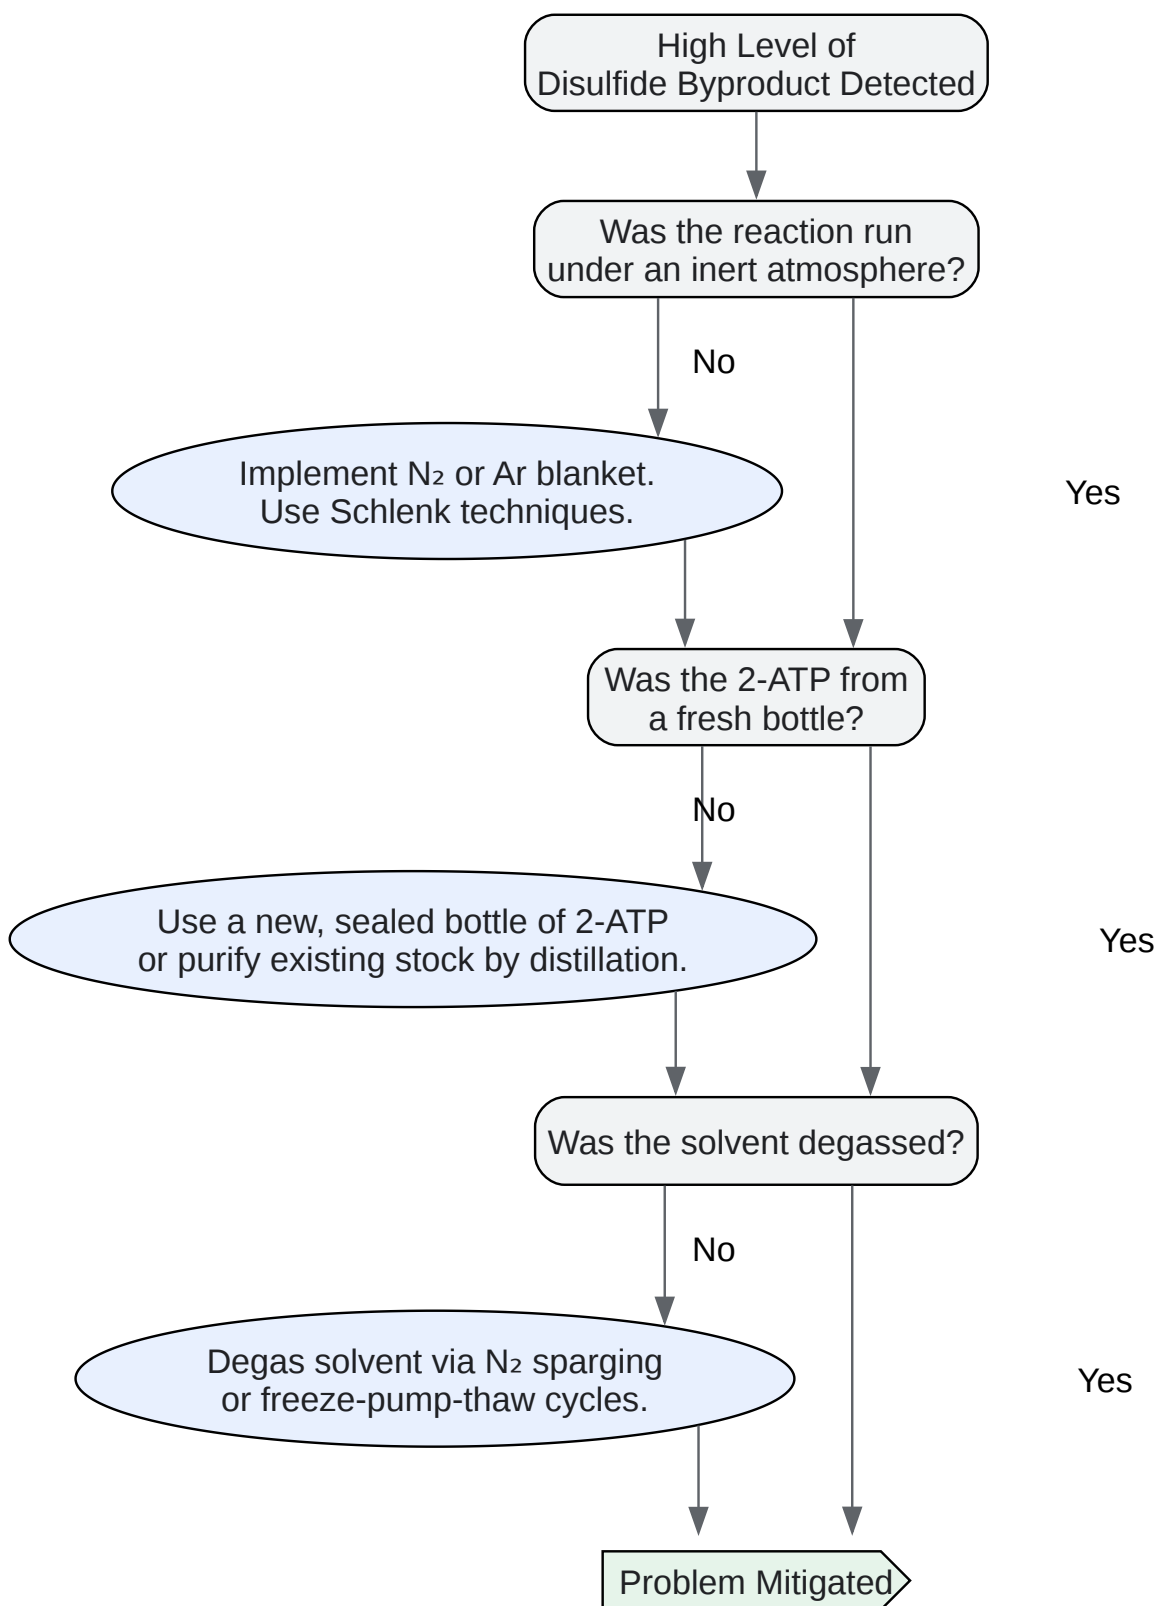 High Level of
Disulfide Byproduct Detected
Was the reaction run
under an inert atmosphere?
No
Implement N₂ or Ar blanket.
Use Schlenk techniques.
Yes
Was the 2-ATP from
a fresh bottle?
No
Use a new, sealed bottle of 2-ATP
or purify existing stock by distillation.
Yes
Was the solvent degassed?
No
Degas solvent via N₂ sparging
or freeze-pump-thaw cycles.
Yes
Problem Mitigated